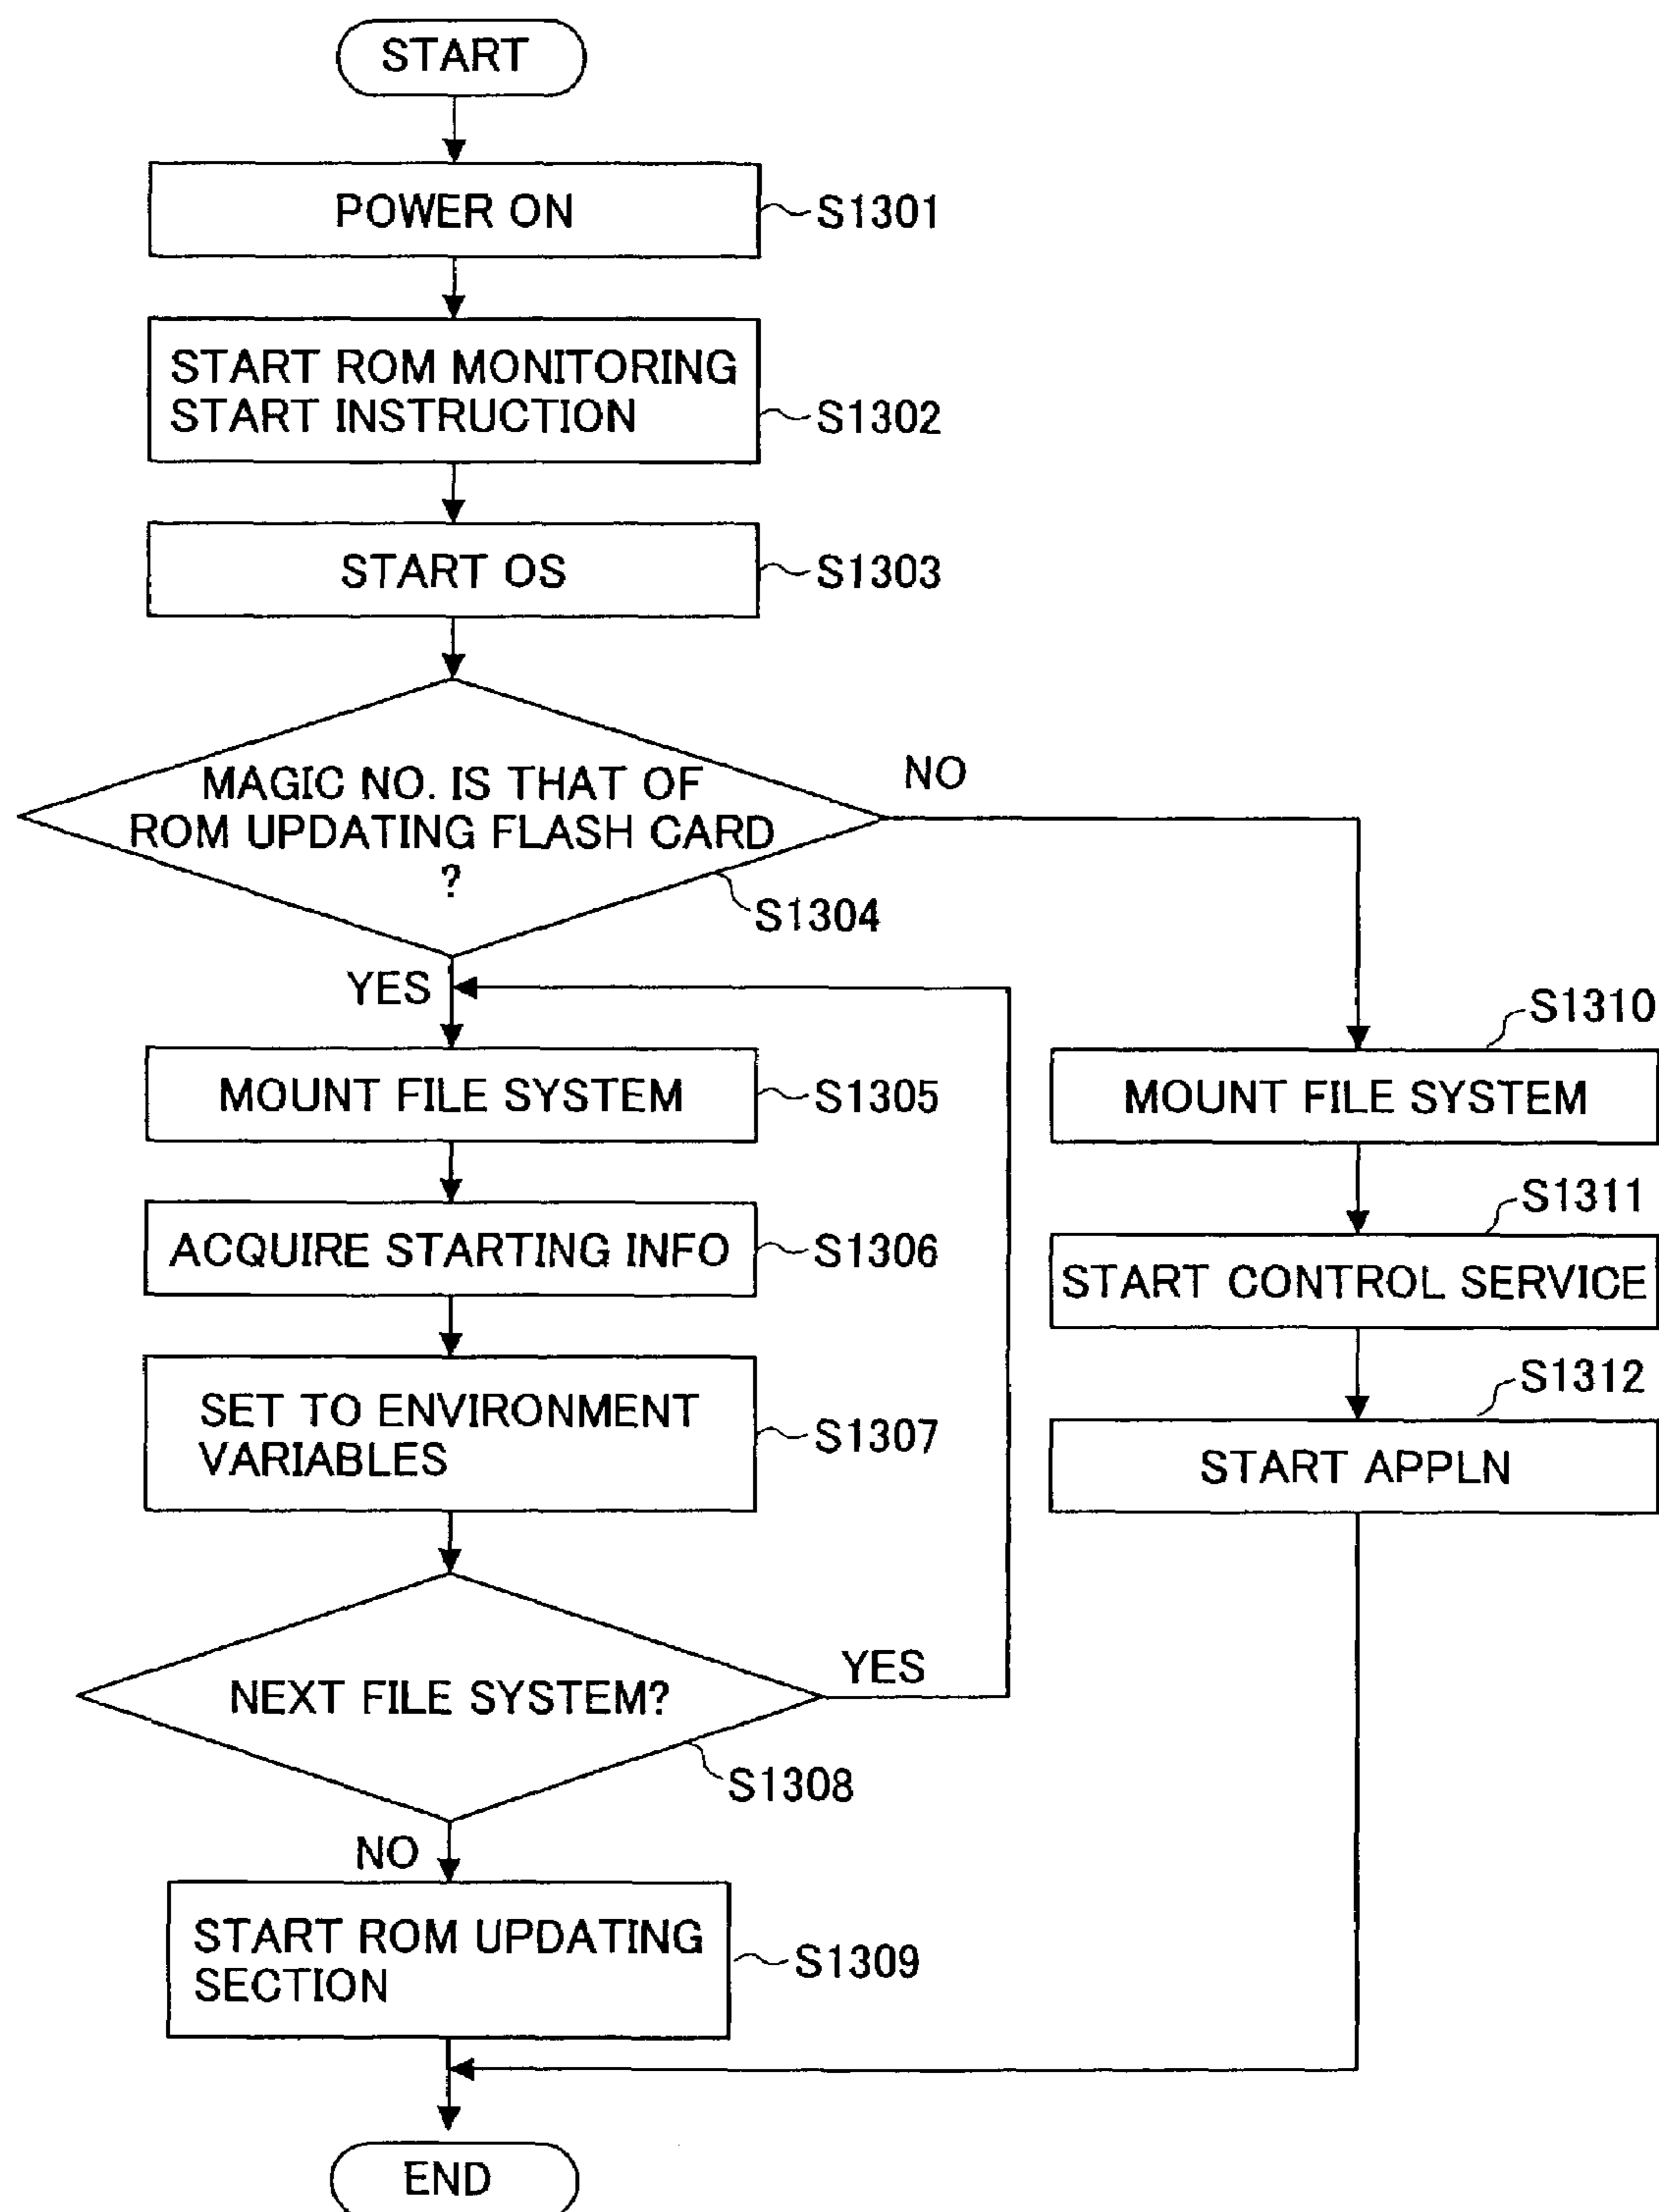 START
POWER ON
S1301
START ROM MONITORING
START INSTRUCTION
S1302
START OS
S1303
MAGIC NO. IS THAT OF
ROM UPDATING FLASH CARD
?
S1304
NO
YES
MOUNT FILE SYSTEM
S1305
ACQUIRE STARTING INFO
S1306
SET TO ENVIRONMENT
VARIABLES
S1307
NEXT FILE SYSTEM?
YES
S1308
NO
START ROM UPDATING
SECTION
S1309
S1310
MOUNT FILE SYSTEM
S1311
START CONTROL SERVICE
S1312
START APPLN
END